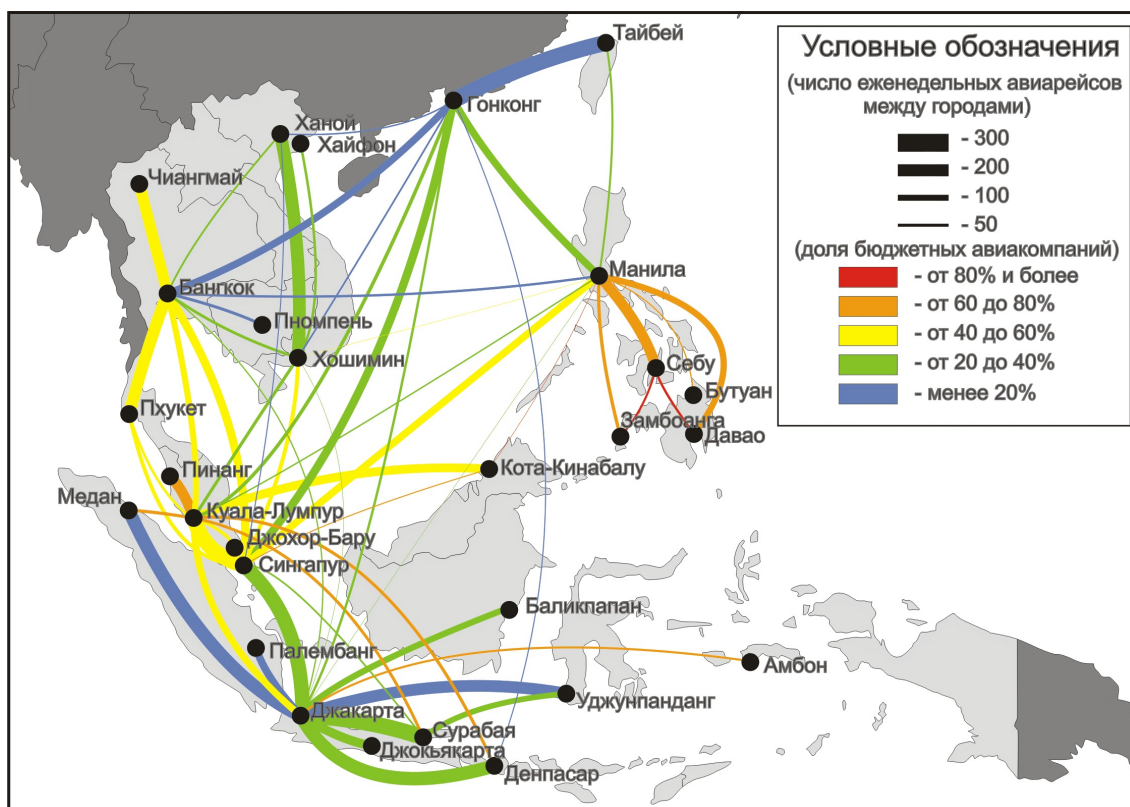 Тайбей
Гонконг
Ханой
Хайфон
Чиангмай
Бангкок
Манила
Пномпень
Хошимин
Себу
Бутуан
Пхукет
Замбоанга
Давао
Пинанг
Кота-Кинабалу
Медан
Куала-Лумпур
Джохор-Бару
Сингапур
Баликпапан
Палембанг
Амбон
Уджунпанданг
Джакарта
Сурабая
Джокьякарта
Денпасар
Условные обозначения
(число еженедельных авиарейсов
между городами)
- 300
- 200
- 100
- 50
(доля бюджетных авиакомпаний)
- от 80% и более
- от 60 до 80%
- от 40 до 60%
- от 20 до 40%
- менее 20%